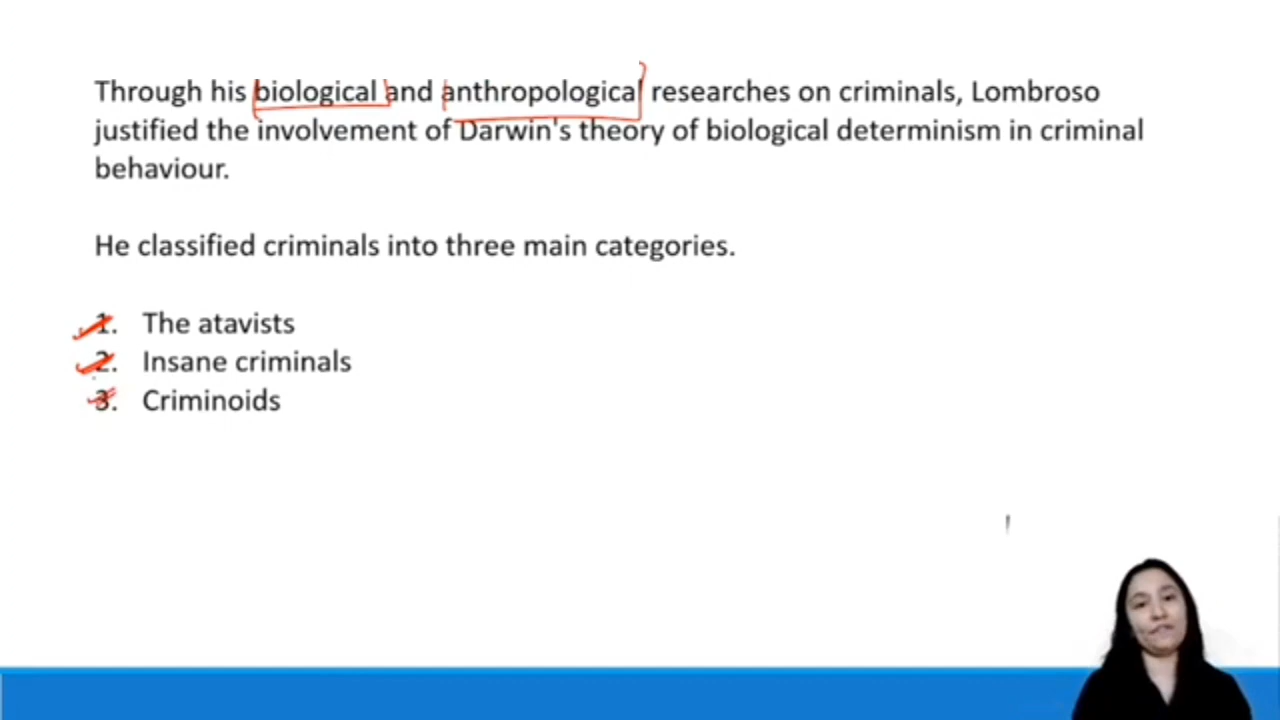 Through his biological and anthropological researches on criminals, Lombroso
justified the involvement of Darwin's theory of biological determinism in criminal
behaviour.
He classified criminals into three main categories.
1. The atavists
2. Insane criminals
3. Criminoids